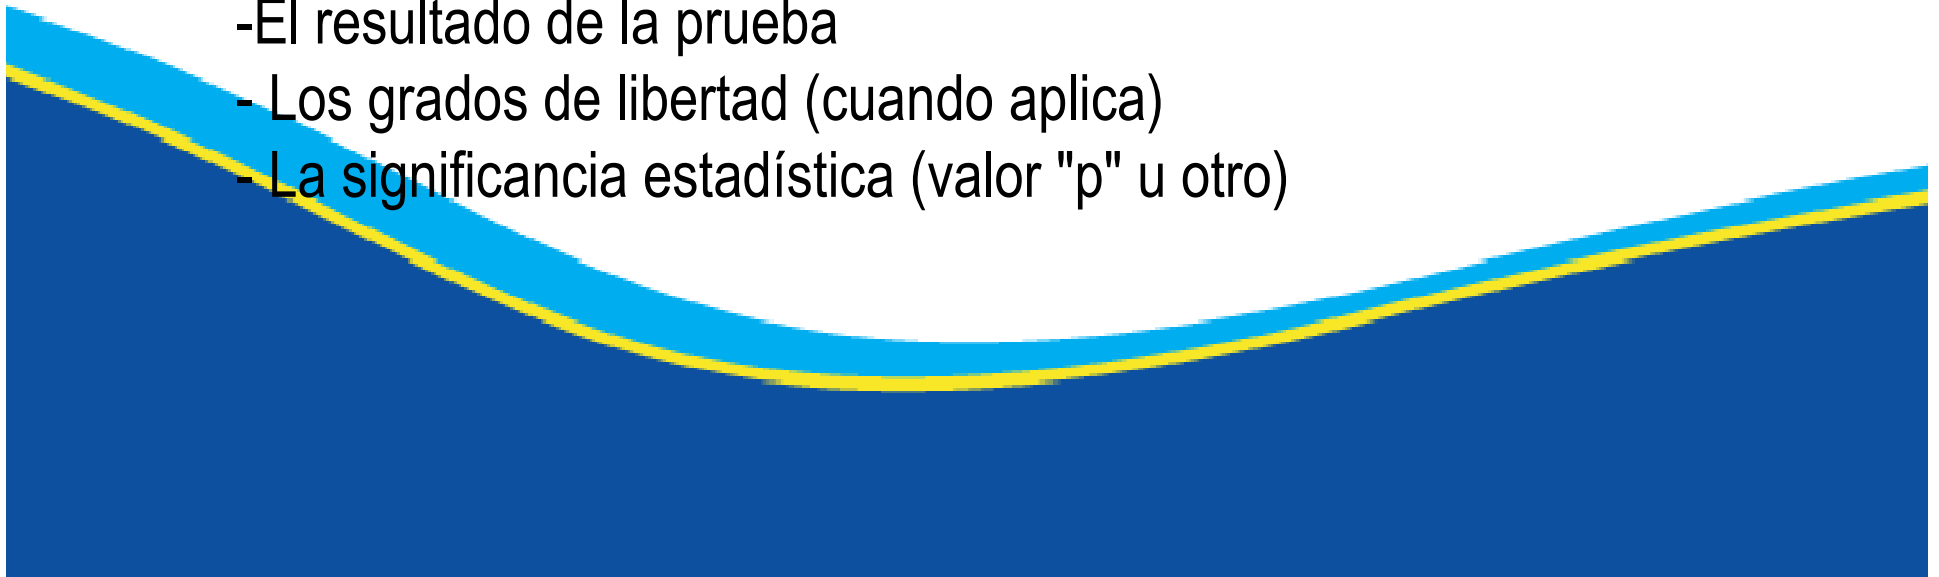 -El resultado de la prueba
- Los grados de libertad (cuando aplica)
- La significancia estadística (valor "p" u otro)